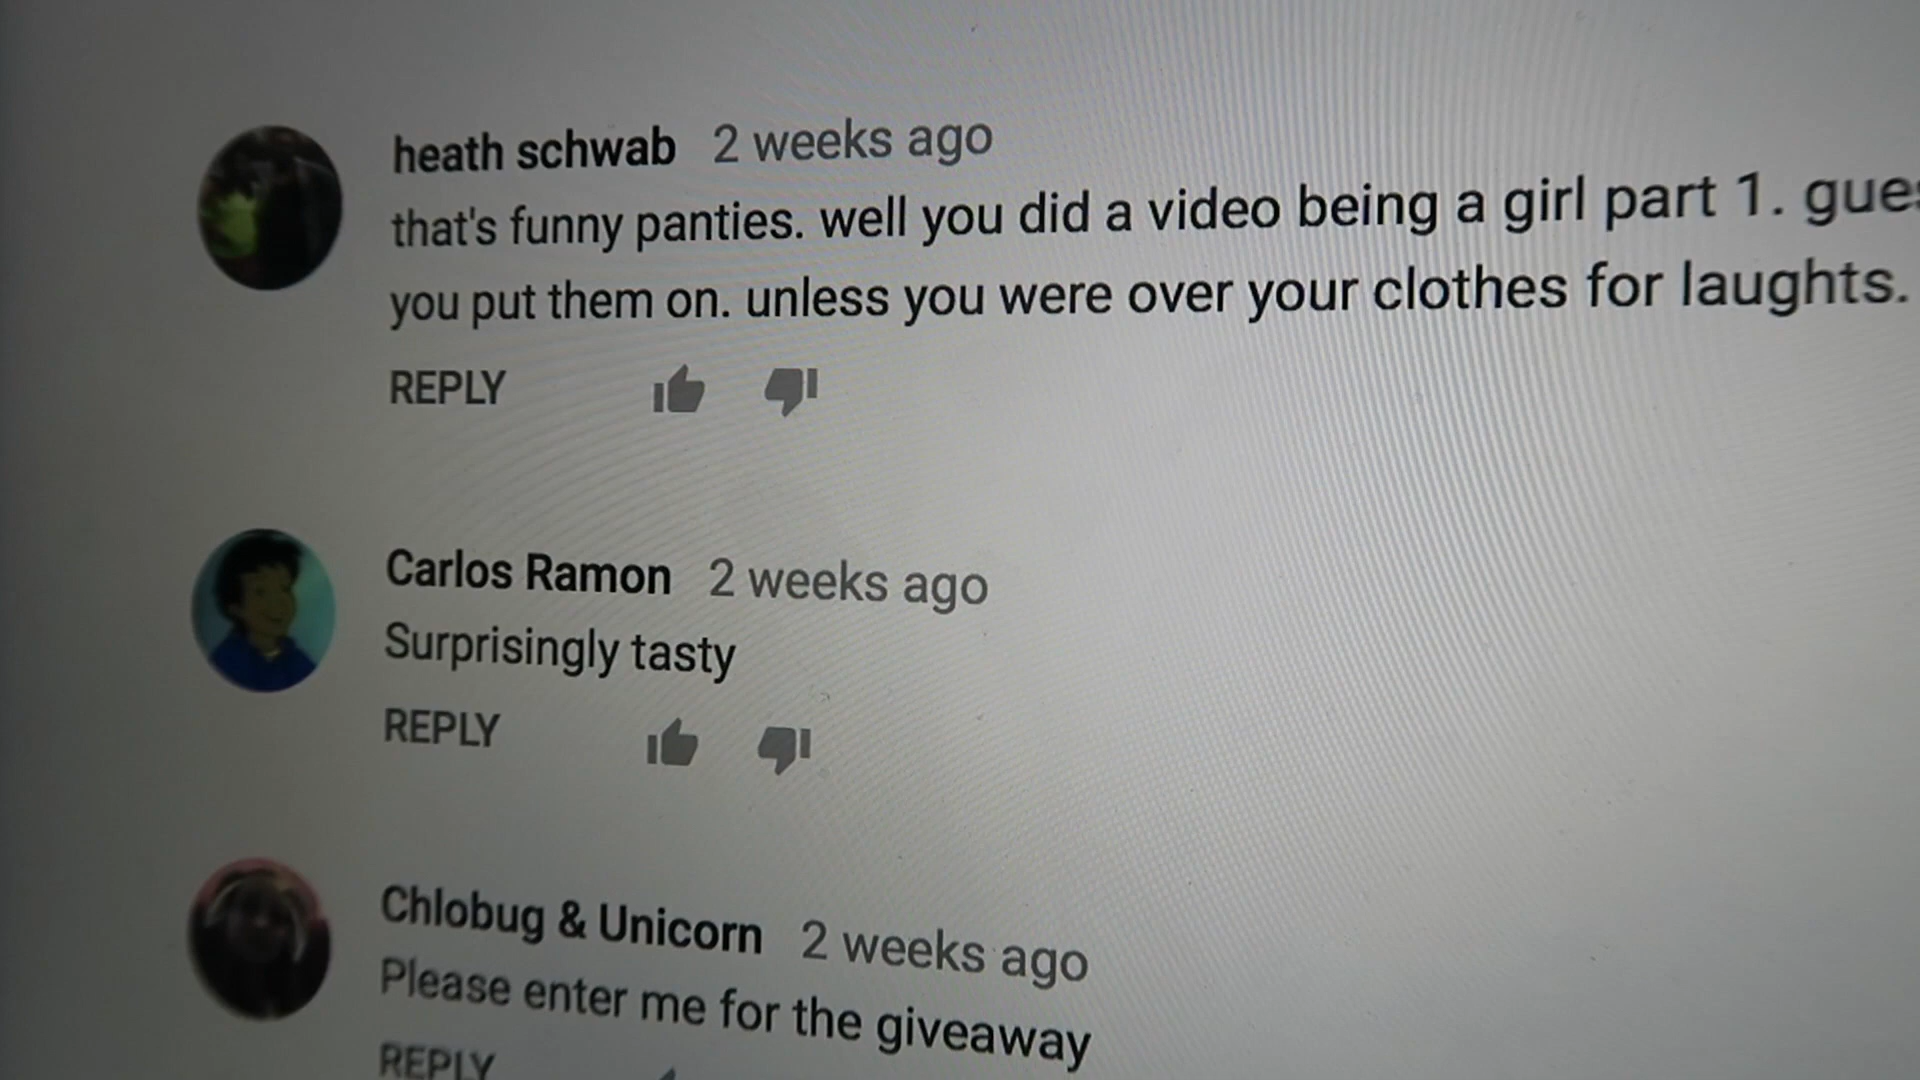 heath schwab 2 weeks ago
that's funny panties. well you did a video being a girl part 1. gues
you put them on. unless you were over your clothes for laughts.
REPLY
Carlos Ramon 2 weeks ago
Surprisingly tasty
REPLY
Chlobug & Unicorn 2 weeks ago
Please enter me for the giveaway
REPLY